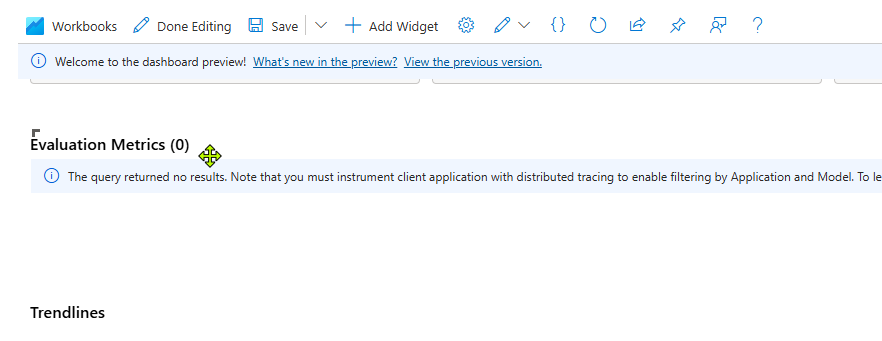 Workbooks Done Editing Save Add Widget {} ?
Welcome to the dashboard preview! What's new in the preview? View the previous version.
Evaluation Metrics (0)
The query returned no results. Note that you must instrument client application with distributed tracing to enable filtering by Application and Model. To le
Trendlines